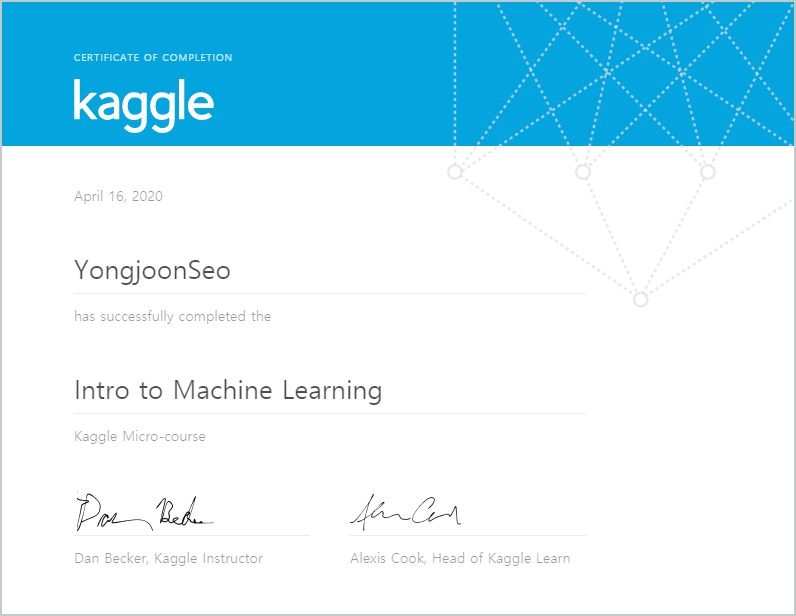 CERTIFICATE OF COMPLETION
kaggle
April 16, 2020
YongjoonSeo
has successfully completed the
Intro to Machine Learning
Kaggle Micro-course
Dan Becker
Alexis Cook
Dan Becker, Kaggle Instructor
Alexis Cook, Head of Kaggle Learn